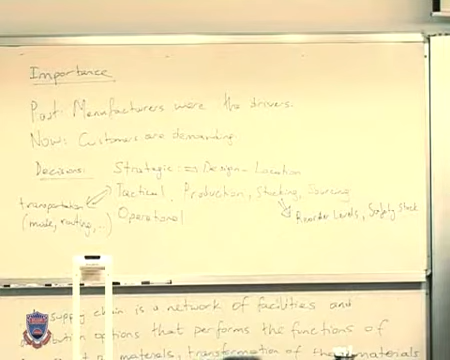 Importance
Past: Manufacturers were the drivers.
Now: Customers are demanding.
Decisions: Strategic: => Design - Location
Tactical: Production, Stocking, Sourcing
transportation
(mode, routing, ...)
Operational
Reorder Levels, Safety Stock
supply chain is a network of facilities and
options that performs the functions of
materials, transformation of these materials